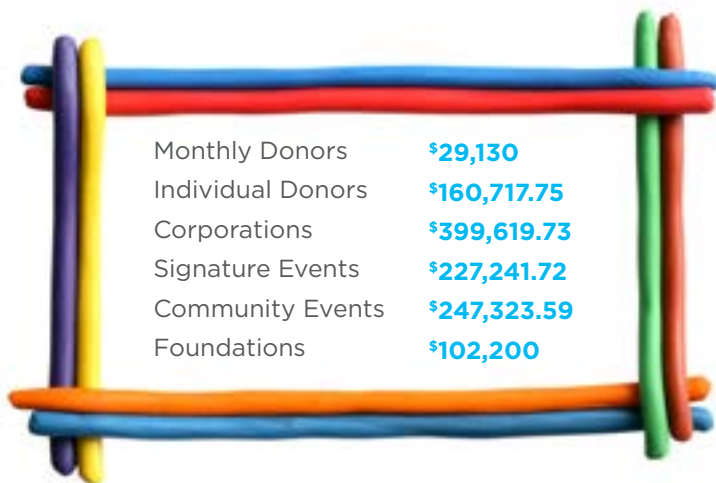 Monthly Donors $29,130
Individual Donors $160,717.75
Corporations $399,619.73
Signature Events $227,241.72
Community Events $247,323.59
Foundations $102,200